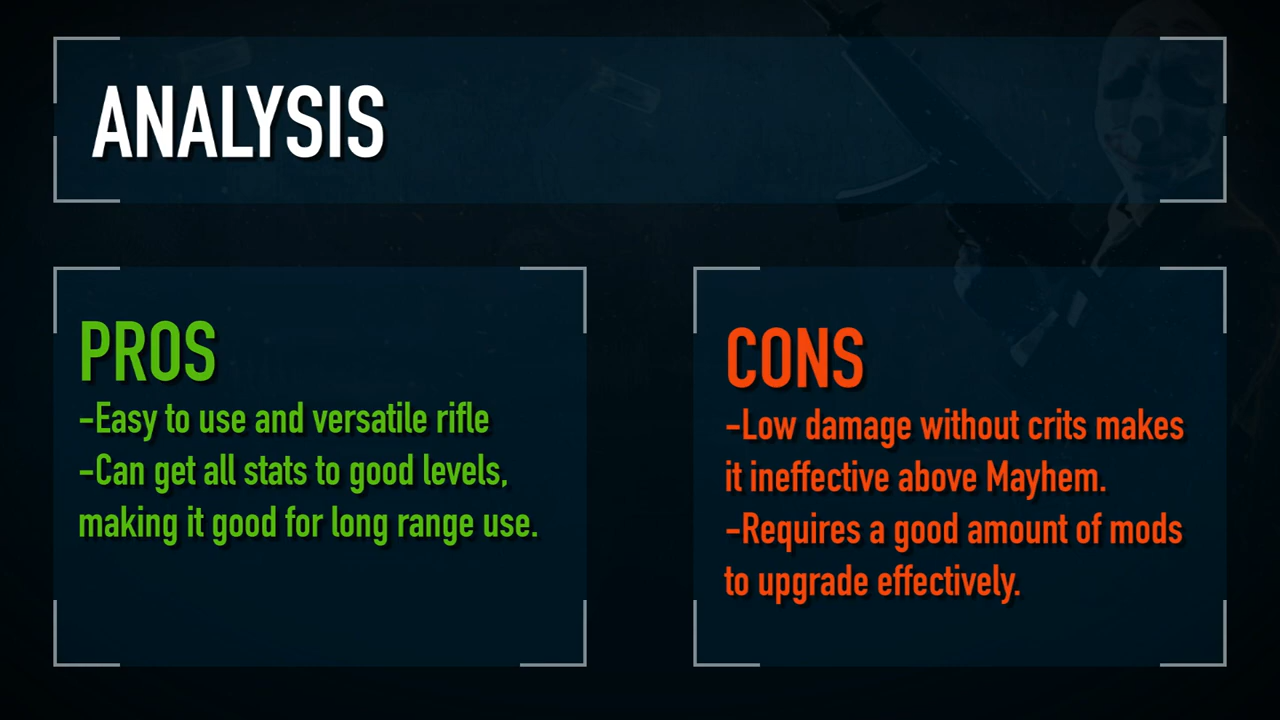 ANALYSIS
PROS
-Easy to use and versatile rifle
-Can get all stats to good levels,
making it good for long range use.
CONS
-Low damage without crits makes
it ineffective above Mayhem.
-Requires a good amount of mods
to upgrade effectively.